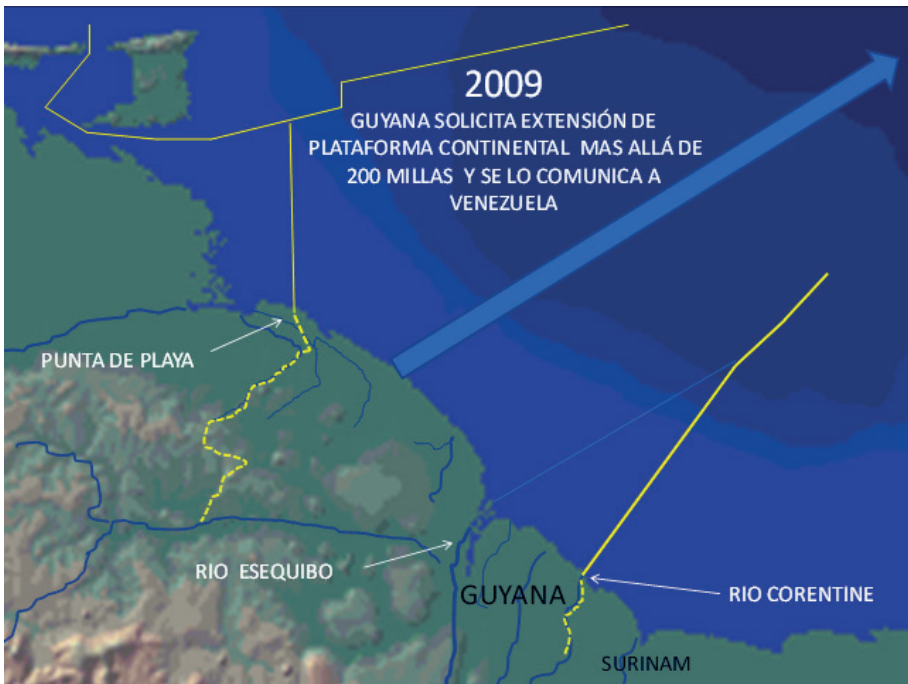 2009
GUYANA SOLICITA EXTENSIÓN DE
PLATAFORMA CONTINENTAL MAS ALLÁ DE
200 MILLAS Y SE LO COMUNICA A
VENEZUELA
PUNTA DE PLAYA
RIO ESEQUIBO
GUYANA
RIO CORENTINE
SURINAM